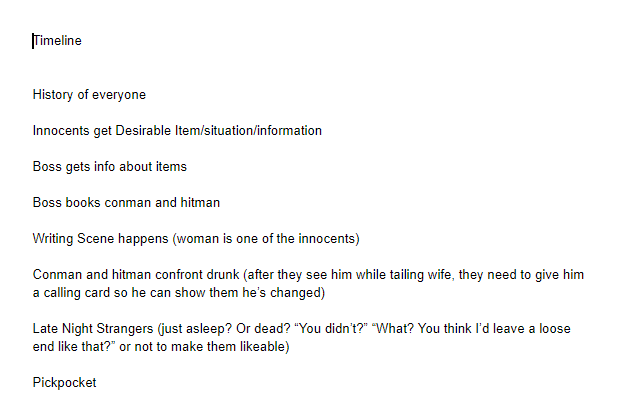 Timeline
History of everyone
Innocents get Desirable Item/situation/information
Boss gets info about items
Boss books conman and hitman
Writing Scene happens (woman is one of the innocents)
Conman and hitman confront drunk (after they see him while tailing wife, they need to give him
a calling card so he can show them he's changed)
Late Night Strangers (just asleep? Or dead? “You didn't?” “What? You think I'd leave a loose
end like that?” or not to make them likeable)
Pickpocket